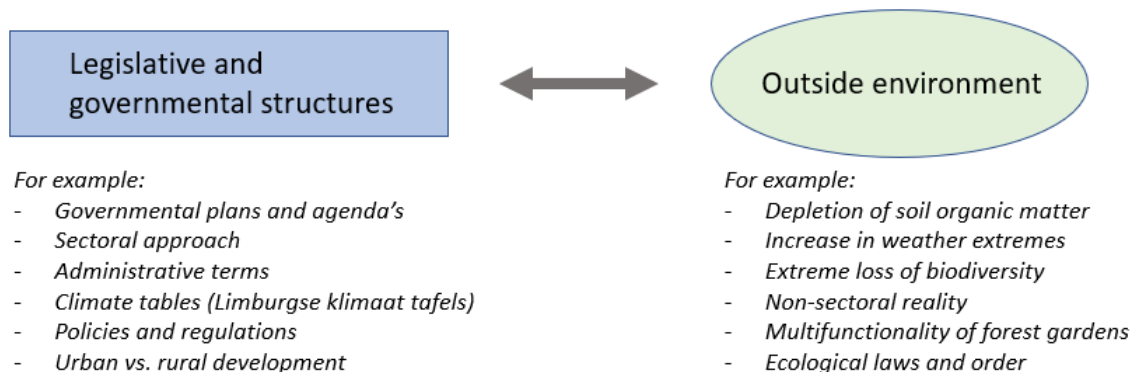 Legislative and
governmental structures
Outside environment
For example:
- Governmental plans and agenda's
- Sectoral approach
- Administrative terms
- Climate tables (Limburgse klimaat tafels)
- Policies and regulations
- Urban vs. rural development
For example:
- Depletion of soil organic matter
- Increase in weather extremes
- Extreme loss of biodiversity
- Non-sectoral reality
- Multifunctionality of forest gardens
- Ecological laws and order